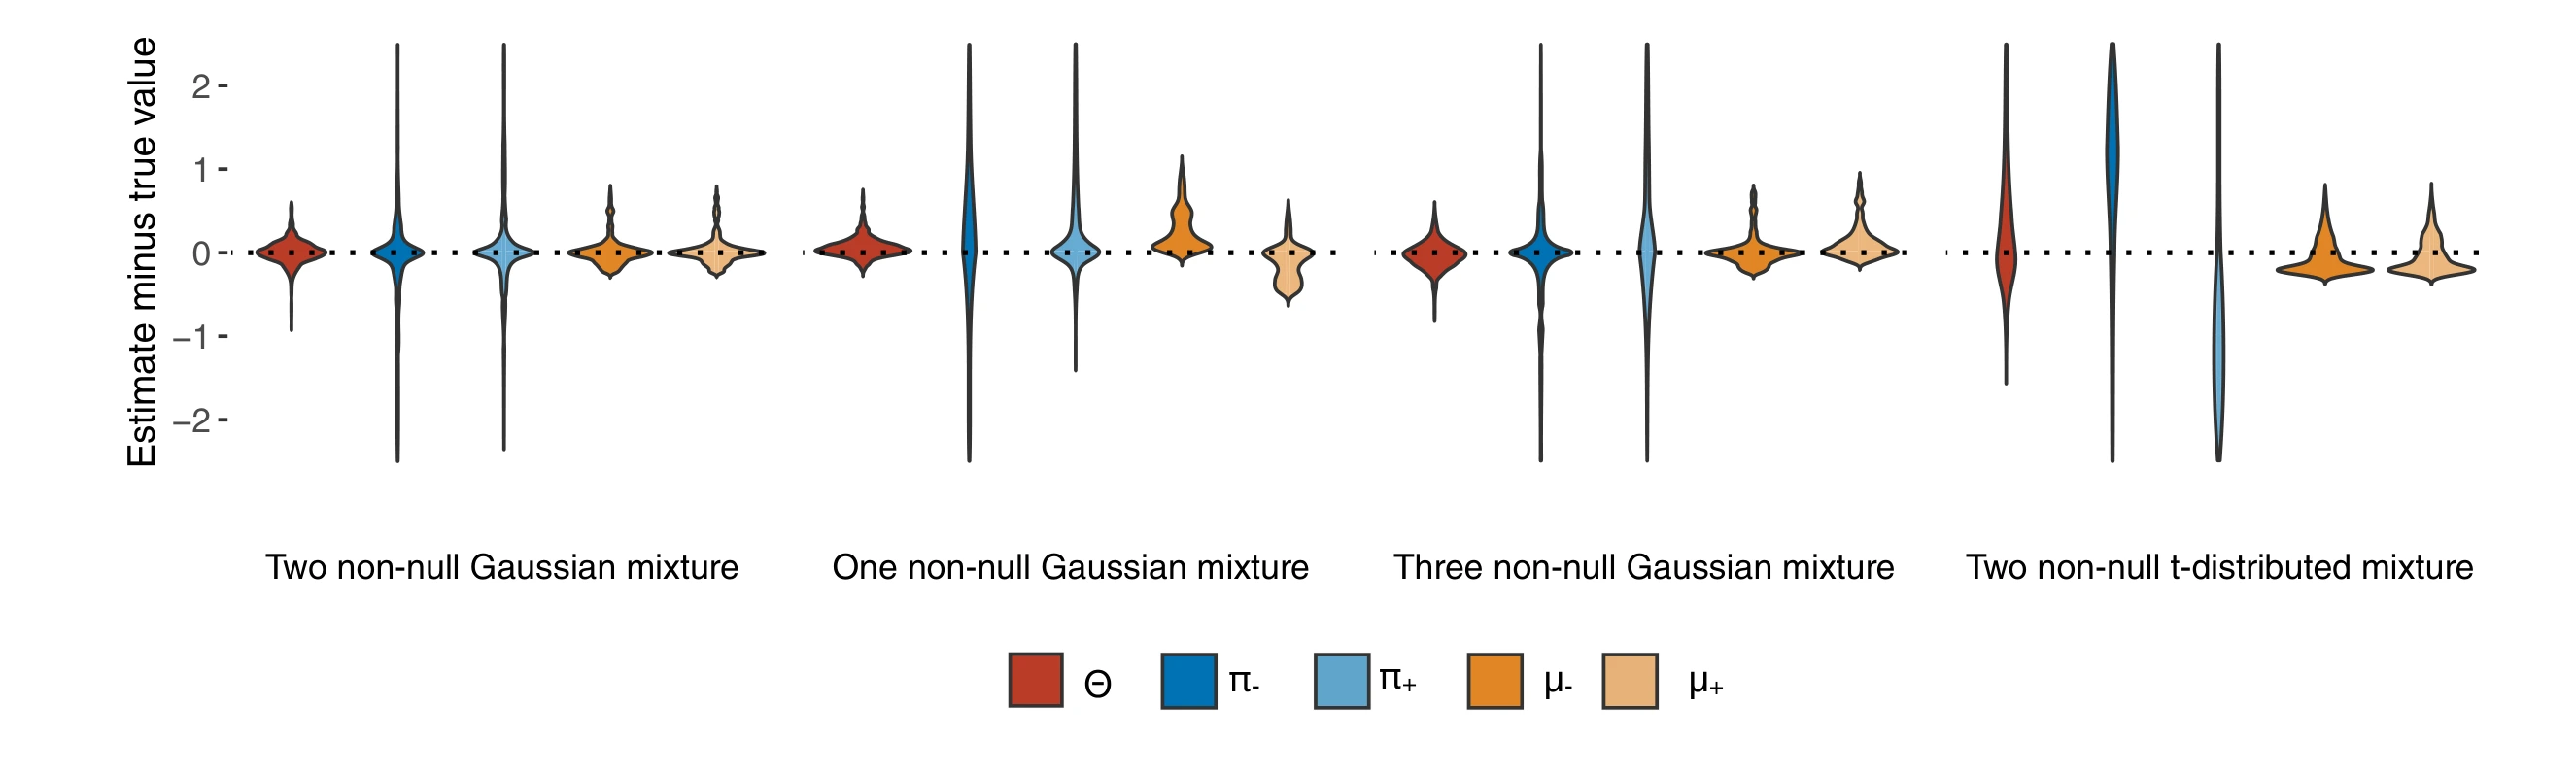 Estimate minus true value
2
1
0
−1
−2
Two non-null Gaussian mixture
One non-null Gaussian mixture
Three non-null Gaussian mixture
Two non-null t-distributed mixture
Θ π- π+ μ- μ+